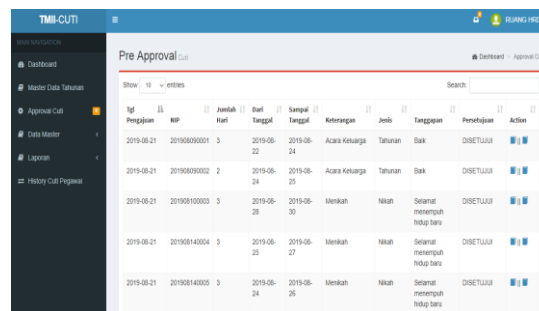 TMII-CUTI
RUANG HRD
MAIN NAVIGATION
Dashboard
Master Data Tahunan
Approval Cuti
Data Master
Laporan
History Cuti Pegawai
Pre Approval Cuti
Dashboard > Approval Cu
Show 10 entries
Search:
Tgl Pengajuan NIP Jumlah Hari Dari Tanggal Sampai Tanggal Keterangan Jenis Tanggapan Persetujuan Action
2019-08-21 201908090001 3 2019-08-22 2019-08-24 Acara Keluarga Tahunan Baik DISETUJUI ||
2019-08-21 201908090002 2 2019-08-24 2019-08-25 Acara Keluarga Tahunan Baik DISETUJUI ||
2019-08-21 201908100003 3 2019-08-28 2019-08-30 Menikah Nikah Selamat menempuh hidup baru DISETUJUI ||
2019-08-21 201908140004 3 2019-08-25 2019-08-27 Menikah Nikah Selamat menempuh hidup baru DISETUJUI ||
2019-08-21 201908140005 3 2019-08-24 2019-08-26 Menikah Nikah Selamat menempuh hidup baru DISETUJUI ||